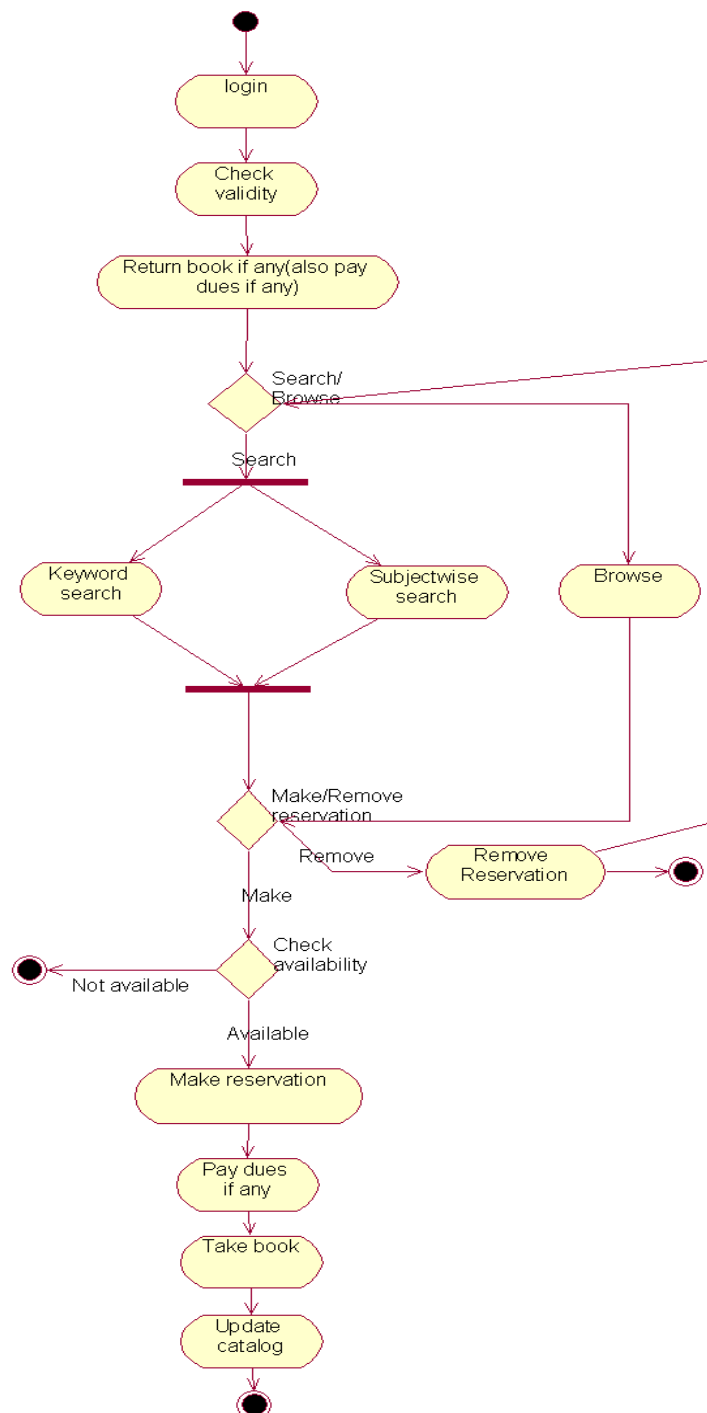 login
Check
validity
Return book if any(also pay
dues if any)
Search/
Browse
Search
Keyword
search
Subjectwise
search
Browse
Make/Remove
reservation
Remove
Remove
Reservation
Make
Check
availability
Not available
Available
Make reservation
Pay dues
if any
Take book
Update
catalog